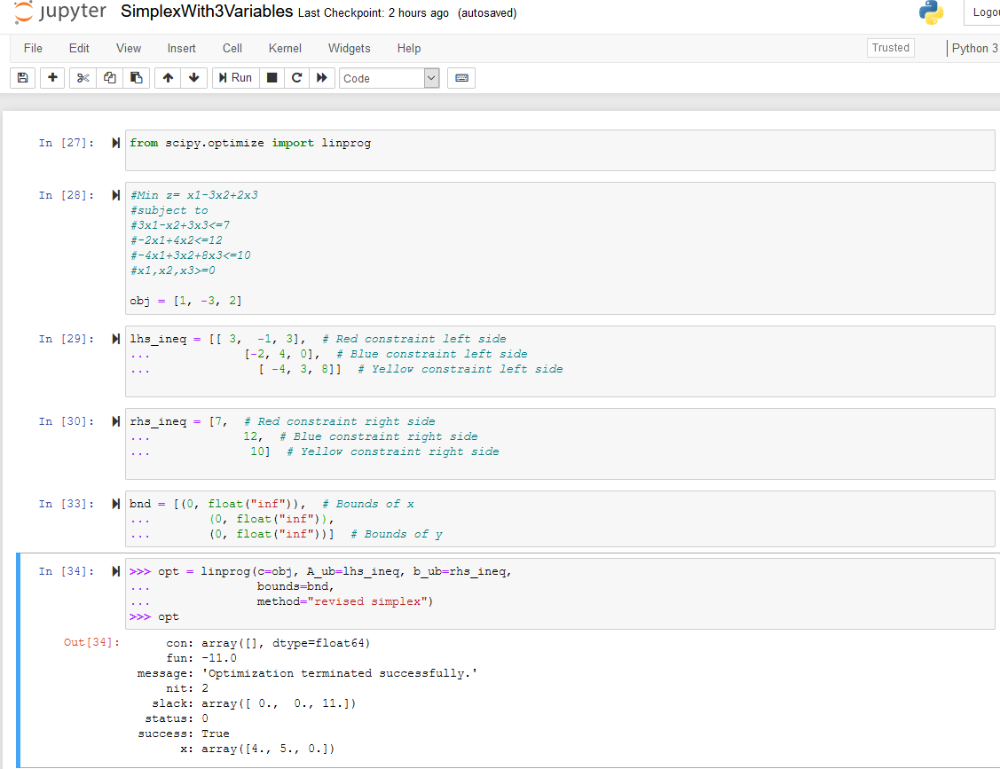 jupyter SimplexWith3Variables Last Checkpoint: 2 hours ago (autosaved)
Logou
File Edit View Insert Cell Kernel Widgets Help
Trusted
Python 3
Run
Code
In [27]: from scipy.optimize import linprog
In [28]: #Min z= x1-3x2+2x3
#subject to
#3x1-x2+3x3<=7
#-2x1+4x2<=12
#-4x1+3x2+8x3<=10
#x1,x2,x3>=0
obj = [1, -3, 2]
In [29]: lhs_ineq = [[ 3,  -1, 3],  # Red constraint left side
...             [-2, 4, 0],  # Blue constraint left side
...               [ -4, 3, 8]]  # Yellow constraint left side
In [30]: rhs_ineq = [7,  # Red constraint right side
...             12,  # Blue constraint right side
...              10]  # Yellow constraint right side
In [33]: bnd = [(0, float("inf")),  # Bounds of x
...        (0, float("inf")),
...        (0, float("inf"))]  # Bounds of y
In [34]: >>> opt = linprog(c=obj, A_ub=lhs_ineq, b_ub=rhs_ineq,
...               bounds=bnd,
...               method="revised simplex")
>>> opt
Out[34]:     con: array([], dtype=float64)
     fun: -11.0
 message: 'Optimization terminated successfully.'
     nit: 2
   slack: array([ 0.,  0., 11.])
  status: 0
 success: True
       x: array([4., 5., 0.])